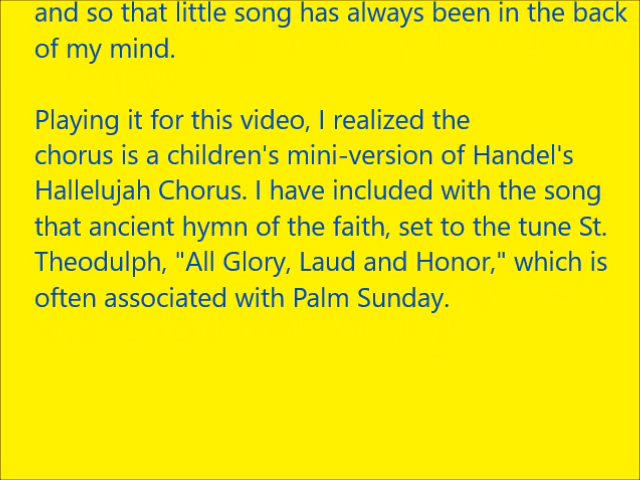 and so that little song has always been in the back
of my mind.
Playing it for this video, I realized the
chorus is a children's mini-version of Handel's
Hallelujah Chorus. I have included with the song
that ancient hymn of the faith, set to the tune St.
Theodulph, "All Glory, Laud and Honor," which is
often associated with Palm Sunday.